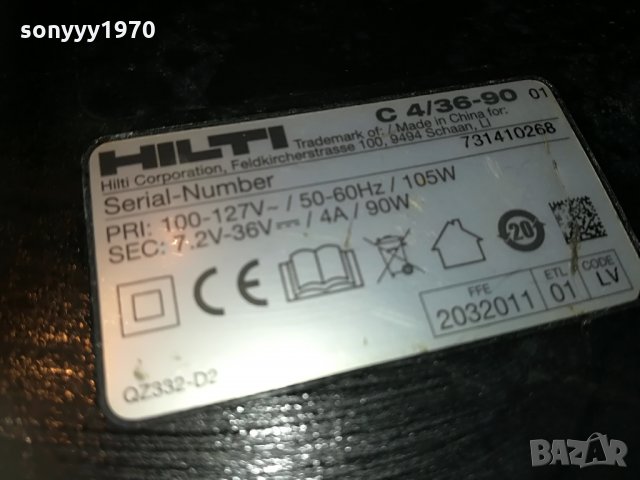 sonyyy1970
HILTI C 4/36-90 01
Trademark of: / Made in China for:
Hilti Corporation, Feldkircherstrasse 100, 9494 Schaan, LI
Serial-Number 731410268
PRI: 100-127V~ / 50-60Hz / 105W
SEC: 7.2V-36V⎓ / 4A / 90W
CE 20
FFE ETL CODE
2032011 01 LV
QZ332-D2
BAZAR